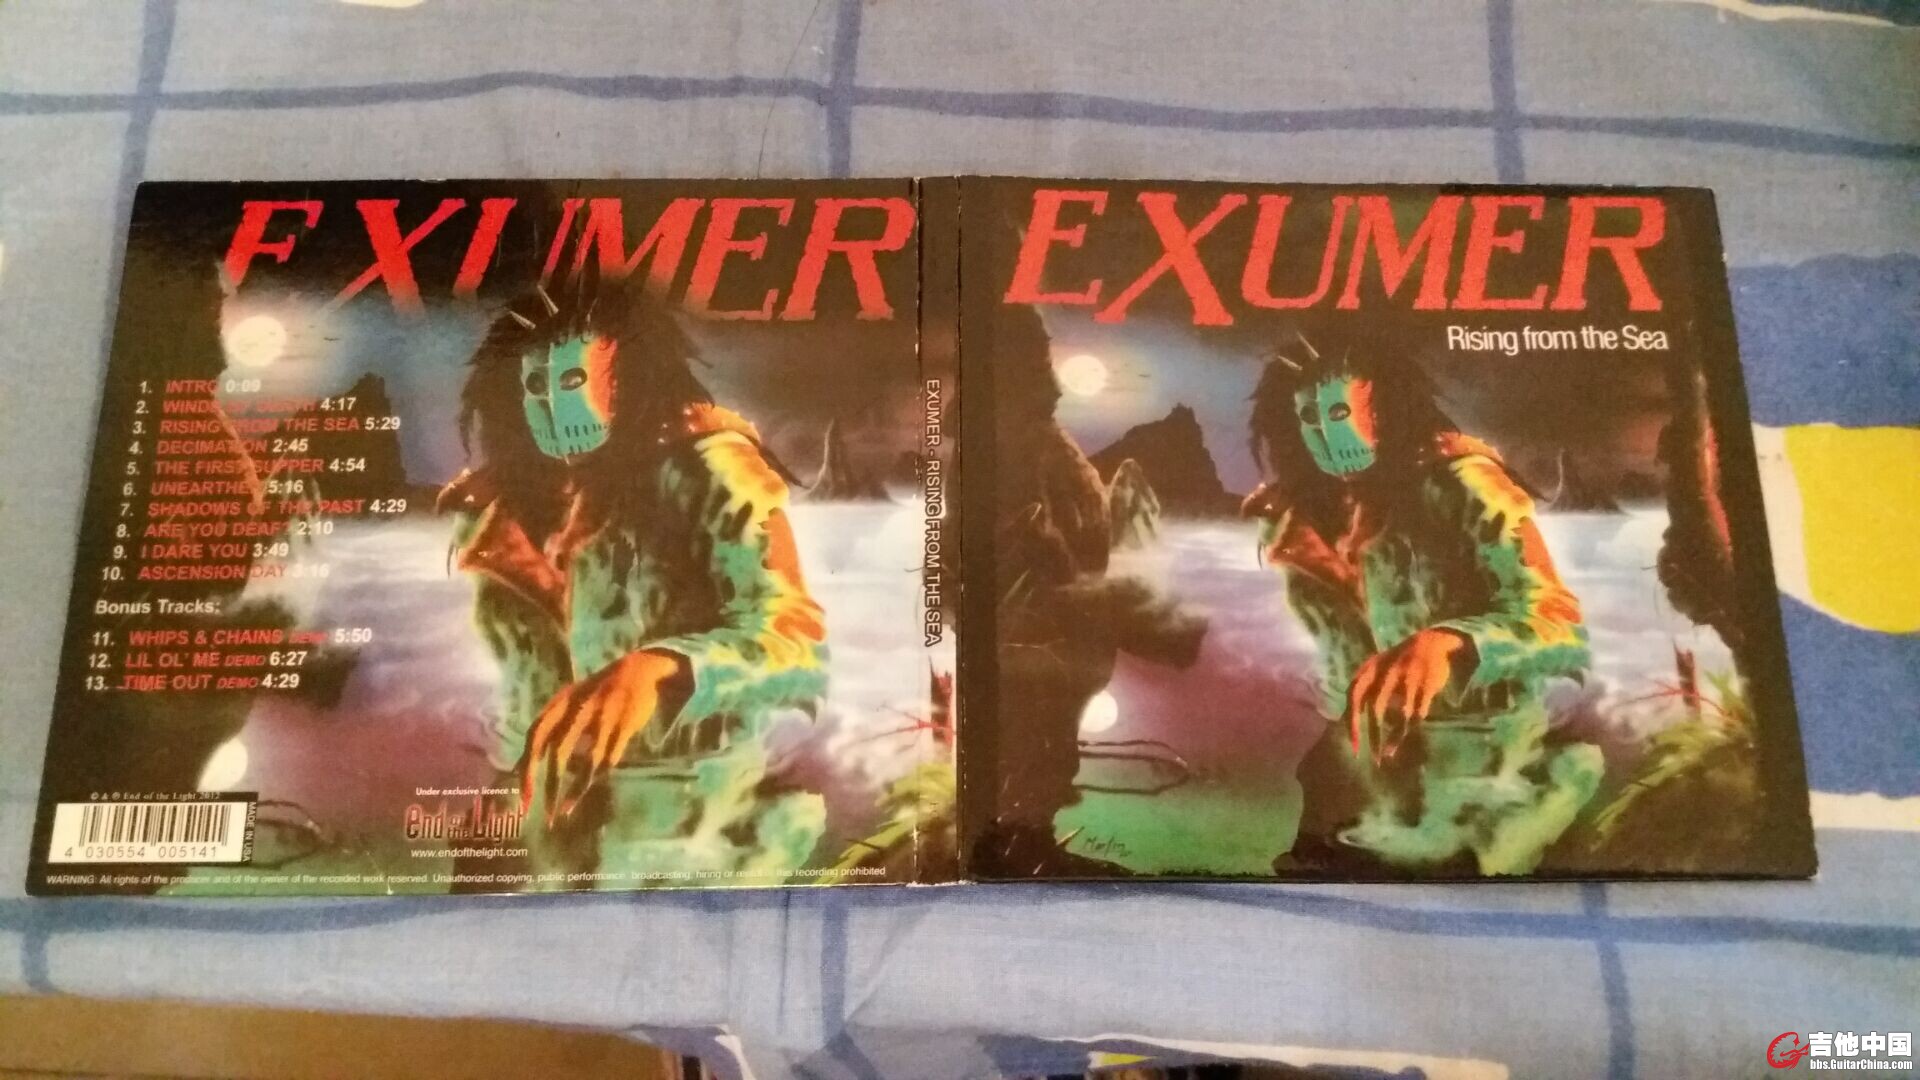 EXUMER
1. INTRO 0:09
2. WINDS OF DEATH 4:17
3. RISING FROM THE SEA 5:29
4. DECIMATION 2:45
5. THE FIRST SUPPER 4:54
6. UNEARTHED 5:16
7. SHADOWS OF THE PAST 4:29
8. ARE YOU DEAF? 2:10
9. I DARE YOU 3:49
10. ASCENSION DAY 3:16
Bonus Tracks:
11. WHIPS & CHAINS DEMO 5:50
12. LIL OL' ME DEMO 6:27
13. TIME OUT DEMO 4:29
© & ℗ End of the Light 2012
MADE IN USA
4 030554 005141
Under exclusive licence to
End of the Light
www.endofthelight.com
WARNING: All rights of the producer and of the owner of the recorded work reserved. Unauthorized copying, public performance, broadcasting, hiring or rental of this recording prohibited
EXUMER - RISING FROM THE SEA
EXUMER
Rising from the Sea
吉他中国
bbs.GuitarChina.com